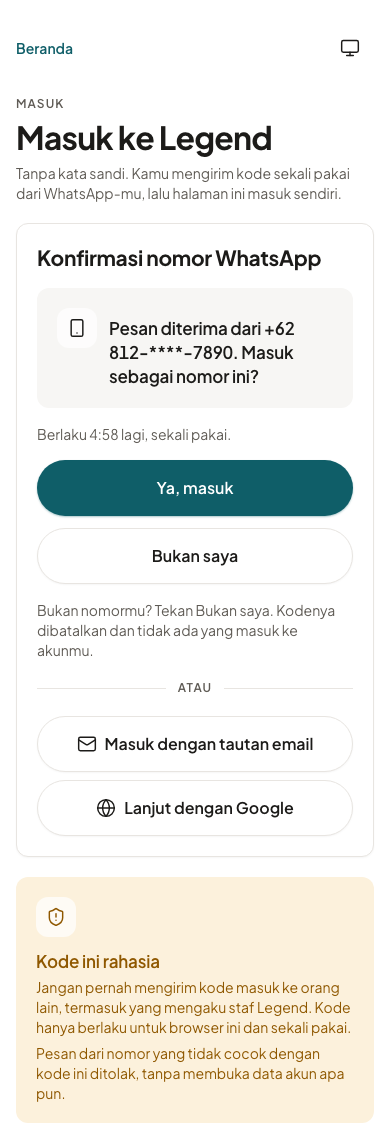 Beranda
MASUK
Masuk ke Legend
Tanpa kata sandi. Kamu mengirim kode sekali pakai
dari WhatsApp-mu, lalu halaman ini masuk sendiri.
Konfirmasi nomor WhatsApp
Pesan diterima dari +62
812-****-7890. Masuk
sebagai nomor ini?
Berlaku 4:58 lagi, sekali pakai.
Ya, masuk
Bukan saya
Bukan nomormu? Tekan Bukan saya. Kodenya
dibatalkan dan tidak ada yang masuk ke
akunmu.
ATAU
Masuk dengan tautan email
Lanjut dengan Google
Kode ini rahasia
Jangan pernah mengirim kode masuk ke orang
lain, termasuk yang mengaku staf Legend. Kode
hanya berlaku untuk browser ini dan sekali pakai.
Pesan dari nomor yang tidak cocok dengan
kode ini ditolak, tanpa membuka data akun apa
pun.